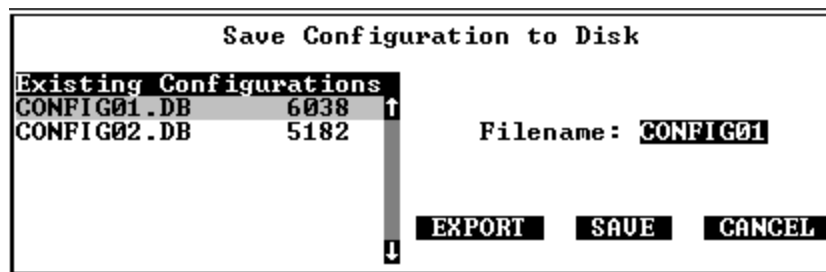 Save Configuration to Disk
Existing Configurations
CONFIG01.DB 6038
CONFIG02.DB 5182
Filename: CONFIG01
EXPORT SAVE CANCEL